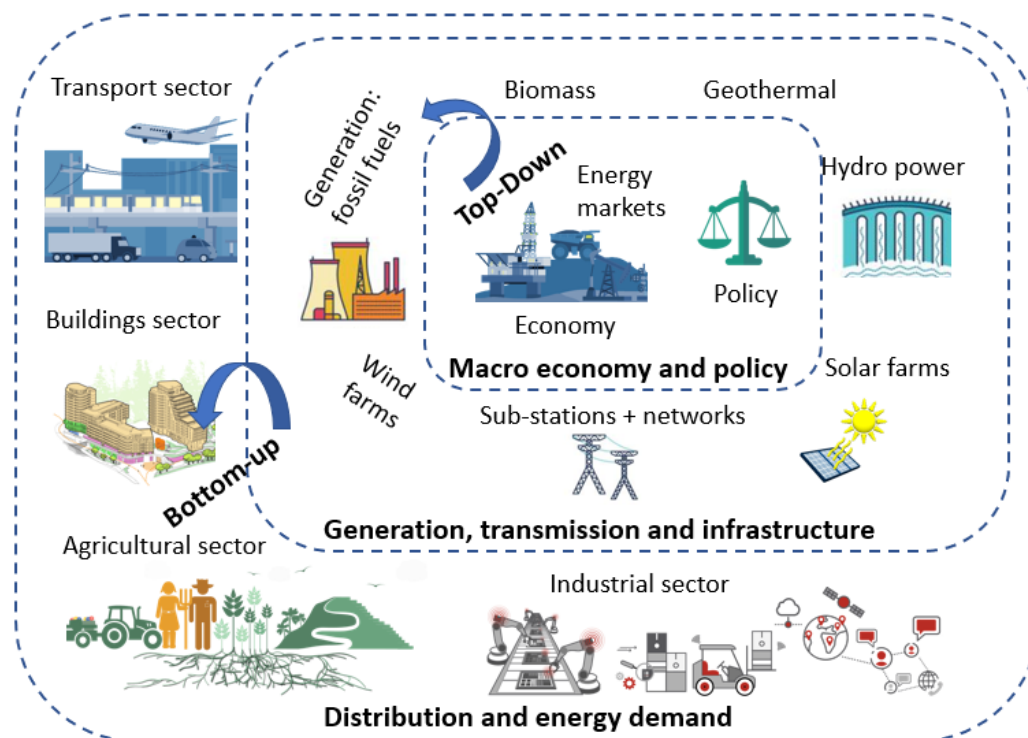 Transport sector
Biomass
Geothermal
Generation:
fossil fuels
Top-Down
Energy
markets
Hydro power
Policy
Economy
Buildings sector
Macro economy and policy
Wind
farms
Solar farms
Sub-stations + networks
Bottom-up
Generation, transmission and infrastructure
Agricultural sector
Industrial sector
Distribution and energy demand